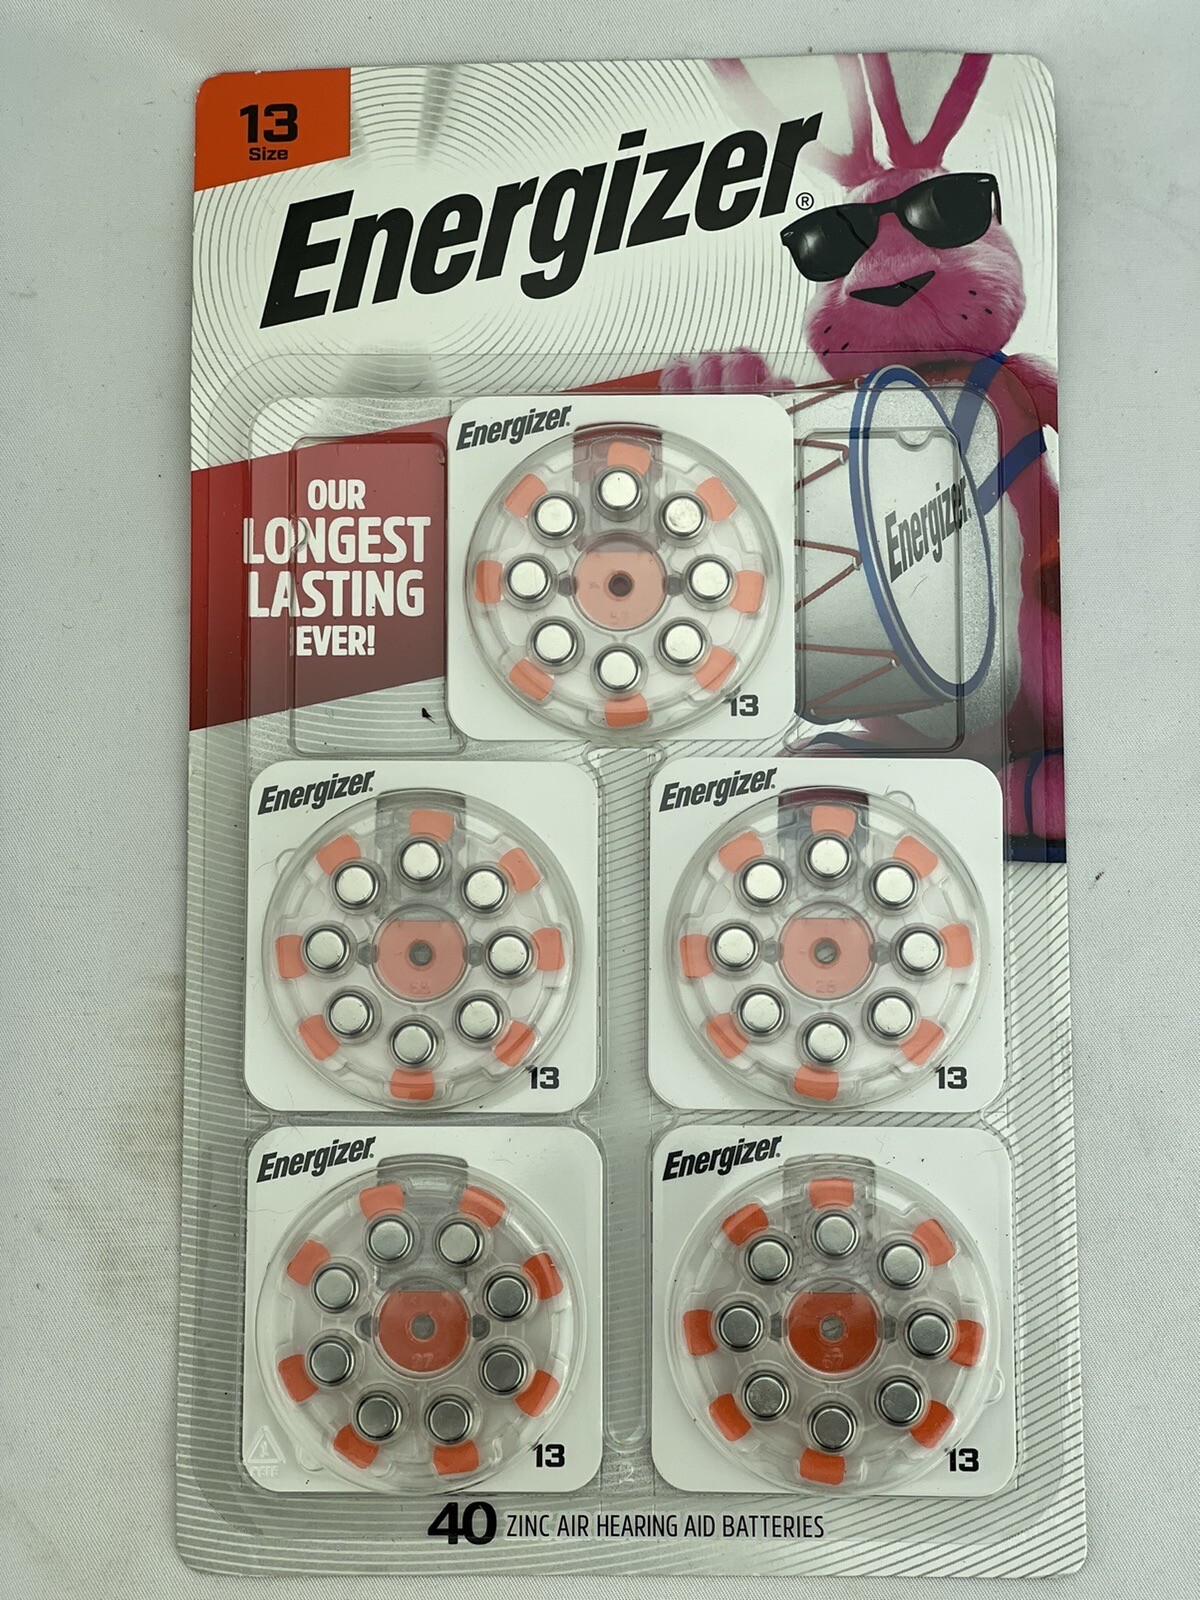 13
Size
Energizer®
OUR
LONGEST
LASTING
EVER!
Energizer
Energizer
13
Energizer
13
Energizer
13
Energizer
13
Energizer
13
40 ZINC AIR HEARING AID BATTERIES